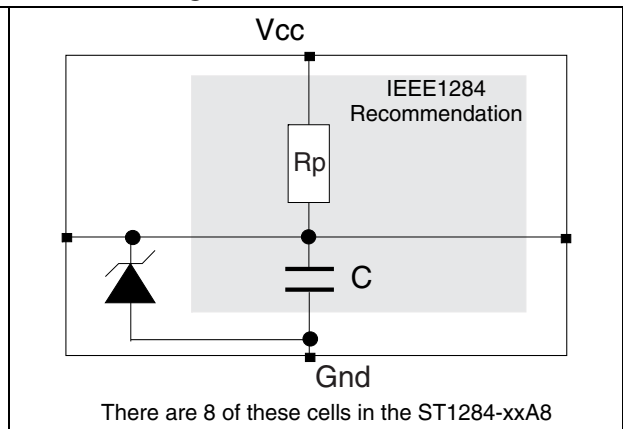 Vcc
IEEE1284
Recommendation
Rp
C
Gnd
There are 8 of these cells in the ST1284-xxA8